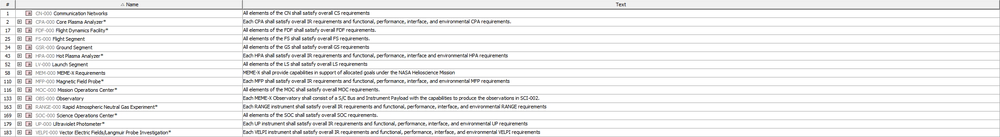 # Name Text
1 R CN-000 Communication Networks All elements of the CN shall satisfy overall CS requirements
2 R CPA-000 Core Plasma Analyzer* Each CPA shall satisfy overall IR requirements and functional, performance, interface, and environmental CPA requirements.
17 R FDF-000 Flight Dynamics Facility* All elements of the FDF shall satisfy overall FDF requirements.
25 R FS-000 Flight Segment All elements of the FS shall satisfy overall FS requirements.
34 R GSR-000 Ground Segment All elements of the GS shall satisfy overall GS requirements
43 R HPA-000 Hot Plasma Analyzer* Each HPA shall satisfy overall IR requirements and functional, performance, interface and environmental HPA requirements
52 R LV-000 Launch Segment All elements of the LS shall satisfy overall LS requirements
58 R MEM-000 MEME-X Requirements MEME-X shall provide capabilities in support of allocated goals under the NASA Helioscience Mission
110 R MFP-000 Magnetic Field Probe* Each MFP shall satisfy overall IR requirements and functional, performance, interface, and environmental MFP requirements
116 R MOC-000 Mission Operations Center* All elements of the MOC shall satisfy overall MOC requirements.
133 R OBS-000 Observatory Each MEME-X Observatory shall consist of a S/C Bus and Instrument Payload with the capabilities to produce the observations in SCI-002.
163 R RANGE-000 Rapid Atmospheric Neutral Gas Experiment* Each RANGE instrument shall satisfy overall IR requirements and functional, performance, interface, and environmental RANGE requirements
169 R SOC-000 Science Operations Center* All elements of the SOC shall satisfy overall SOC requirements.
179 R UP-000 Ultraviolet Photometer* Each UP instrument shall satisfy overall IR requirements and functional, performance, interface, and environmental UP requirements
183 R VELPI-000 Vector Electric Fields/Langmuir Probe Investigation* Each VELPI instrument shall satisfy overall IR requirements and functional, performance, interface, and environmental VELPI requirements